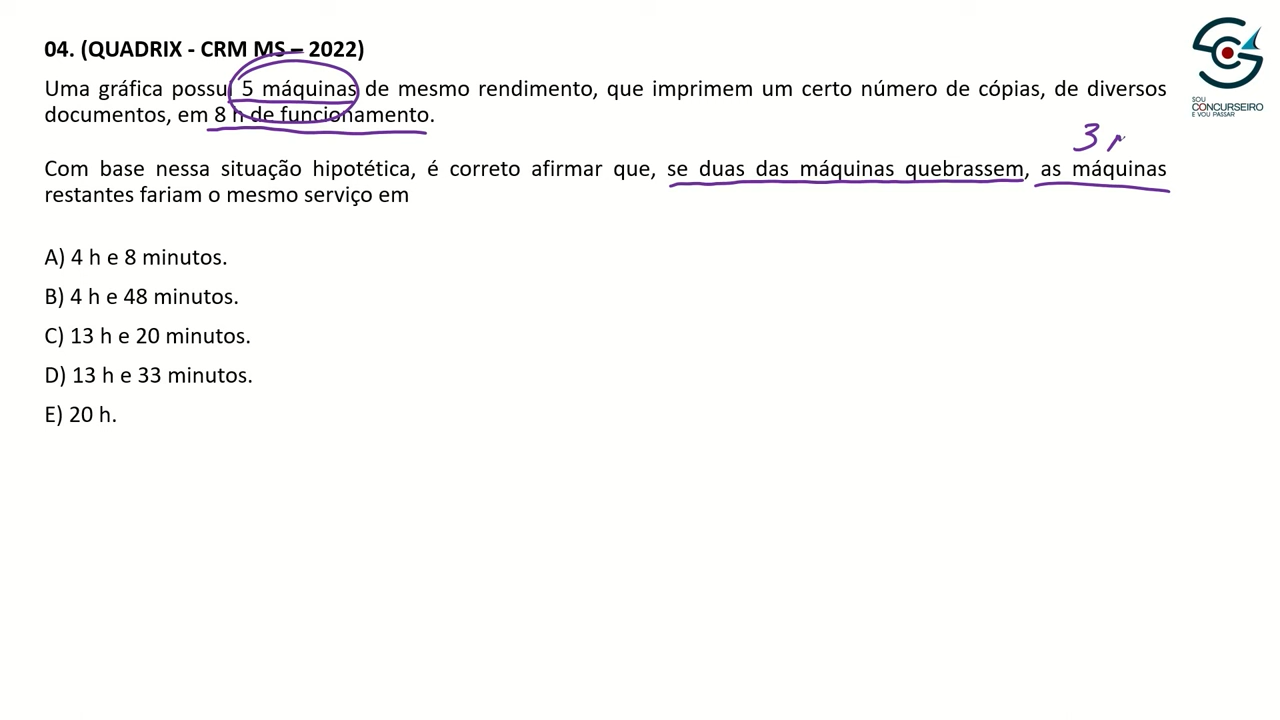 04. (QUADRIX - CRM MS – 2022)
Uma gráfica possui 5 máquinas de mesmo rendimento, que imprimem um certo número de cópias, de diversos
documentos, em 8 h de funcionamento.
3
Com base nessa situação hipotética, é correto afirmar que, se duas das máquinas quebrassem, as máquinas
restantes fariam o mesmo serviço em
A) 4 h e 8 minutos.
B) 4 h e 48 minutos.
C) 13 h e 20 minutos.
D) 13 h e 33 minutos.
E) 20 h.
SOU
CONCURSEIRO
E VOU PASSAR